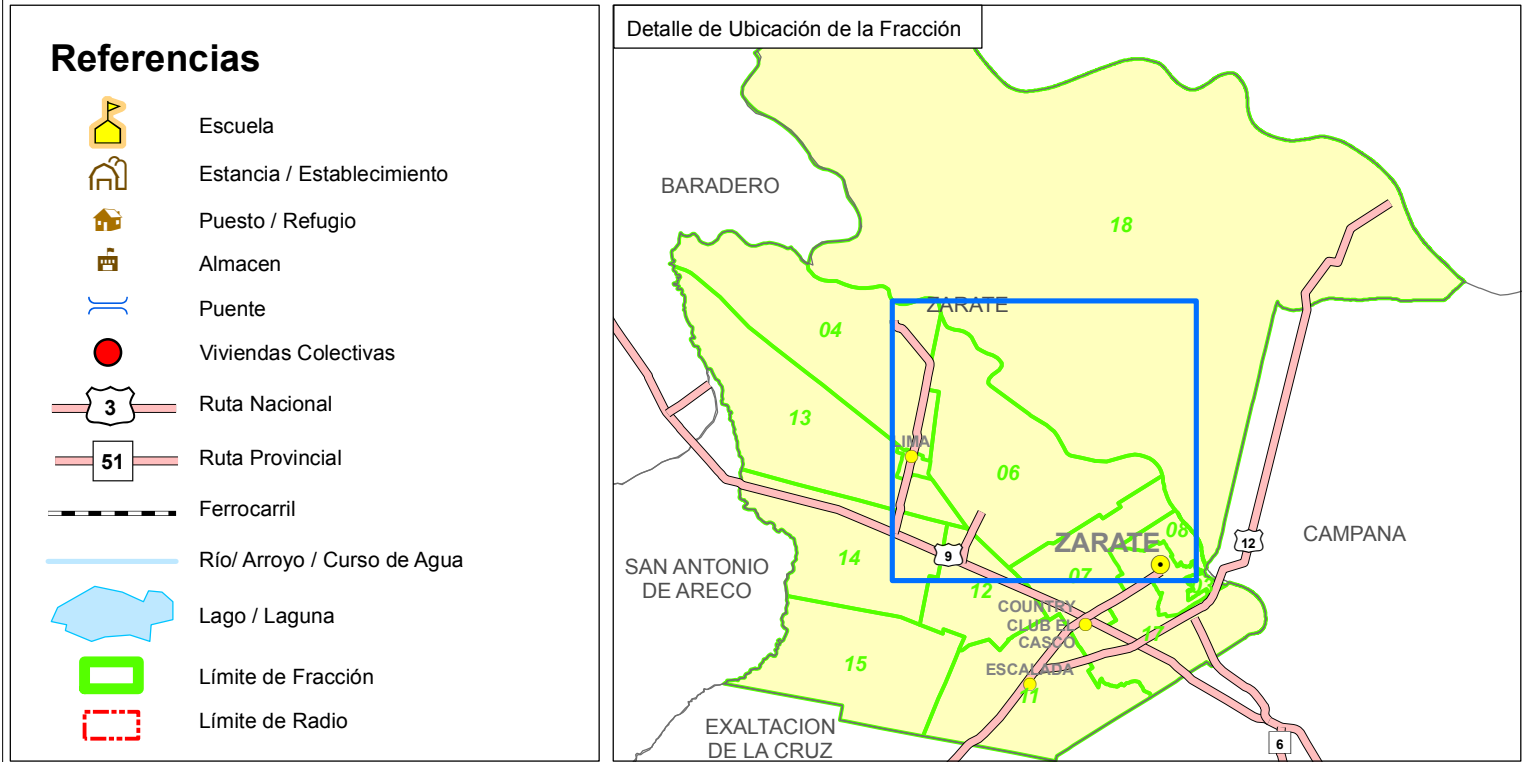 Referencias
Escuela
Estancia / Establecimiento
Puesto / Refugio
Almacen
Puente
Viviendas Colectivas
3
Ruta Nacional
51
Ruta Provincial
Ferrocarril
Río/ Arroyo / Curso de Agua
Lago / Laguna
Límite de Fracción
Límite de Radio
Detalle de Ubicación de la Fracción
BARADERO
18
ZARATE
04
13
LIMA
06
08
ZARATE
12
CAMPANA
9
14
SAN ANTONIO
DE ARECO
07
12
COUNTRY
CLUB EL
CASCO
17
15
ESCALADA
11
EXALTACION
DE LA CRUZ
6